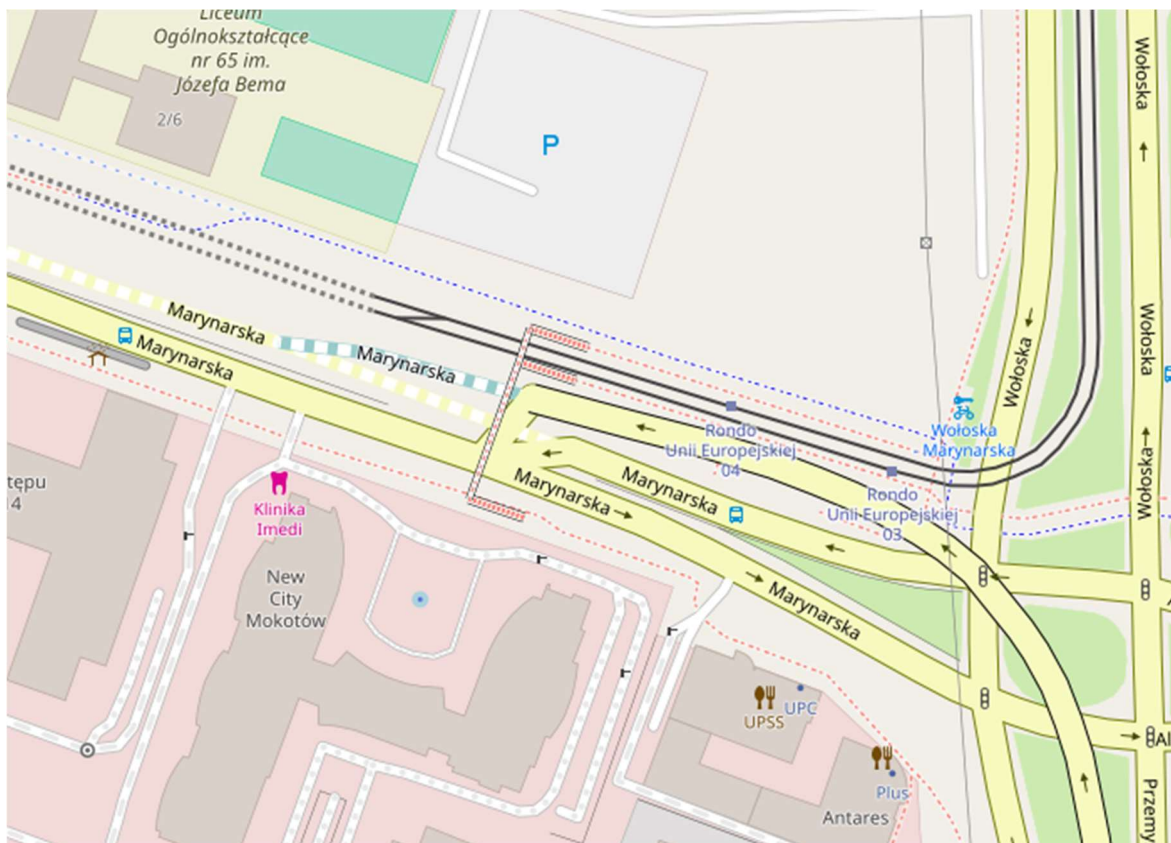 Liceum
Ogólnokształcące
nr 65 im.
Józefa Bema
2/6
P
Wołoska
Wołoska
Wołoska
Wołoska
Marynarska
Marynarska
Marynarska
Rondo
Unii Europejskiej
04
Wołoska
Marynarska
Rondo
Unii Europejskiej
03
Marynarska
Marynarska
Marynarska
tępu
14
Klinika
Imedi
New
City
Mokotów
UPSS
UPC
Plus
Antares
Al
Przemy